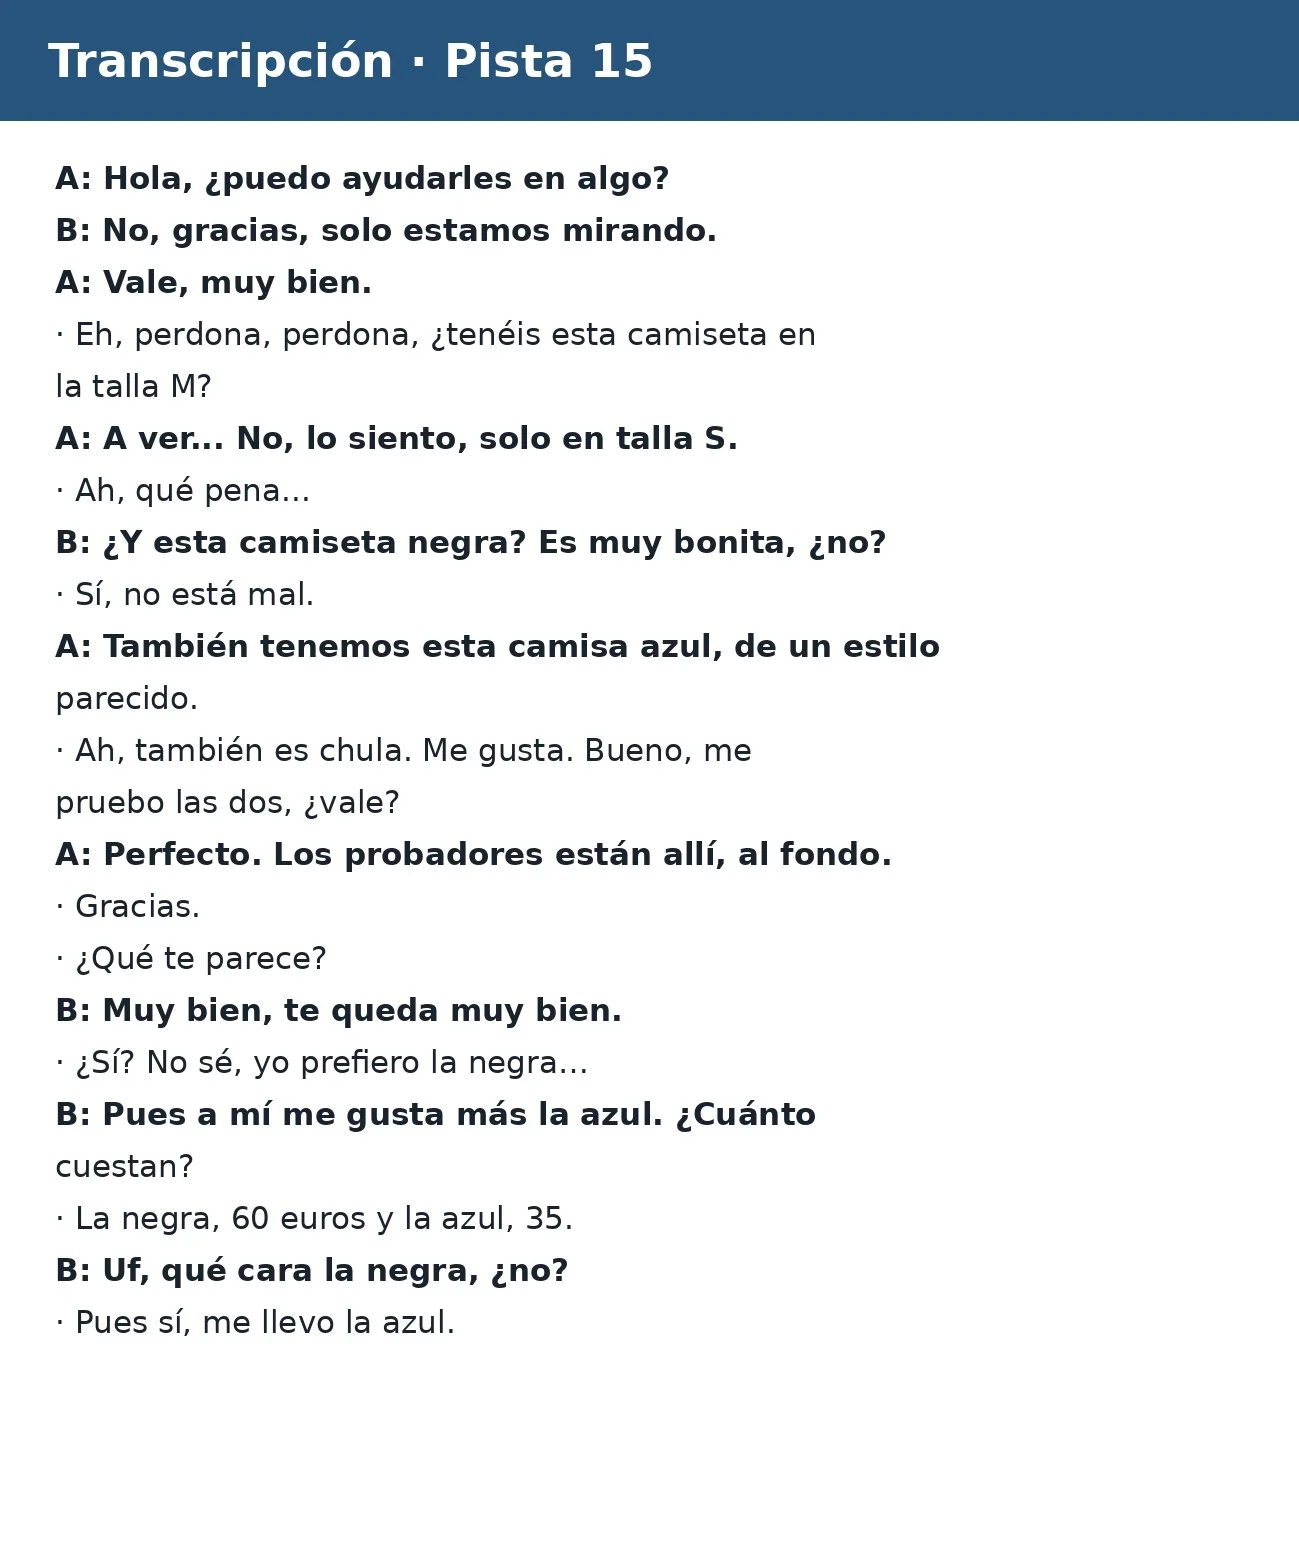 Transcripción · Pista 15
A: Hola, ¿puedo ayudarles en algo?
B: No, gracias, solo estamos mirando.
A: Vale, muy bien.
· Eh, perdona, perdona, ¿tenéis esta camiseta en
la talla M?
A: A ver... No, lo siento, solo en talla S.
· Ah, qué pena...
B: ¿Y esta camiseta negra? Es muy bonita, ¿no?
· Sí, no está mal.
A: También tenemos esta camisa azul, de un estilo
parecido.
· Ah, también es chula. Me gusta. Bueno, me
pruebo las dos, ¿vale?
A: Perfecto. Los probadores están allí, al fondo.
· Gracias.
· ¿Qué te parece?
B: Muy bien, te queda muy bien.
· ¿Sí? No sé, yo prefiero la negra...
B: Pues a mí me gusta más la azul. ¿Cuánto
cuestan?
· La negra, 60 euros y la azul, 35.
B: Uf, qué cara la negra, ¿no?
· Pues sí, me llevo la azul.